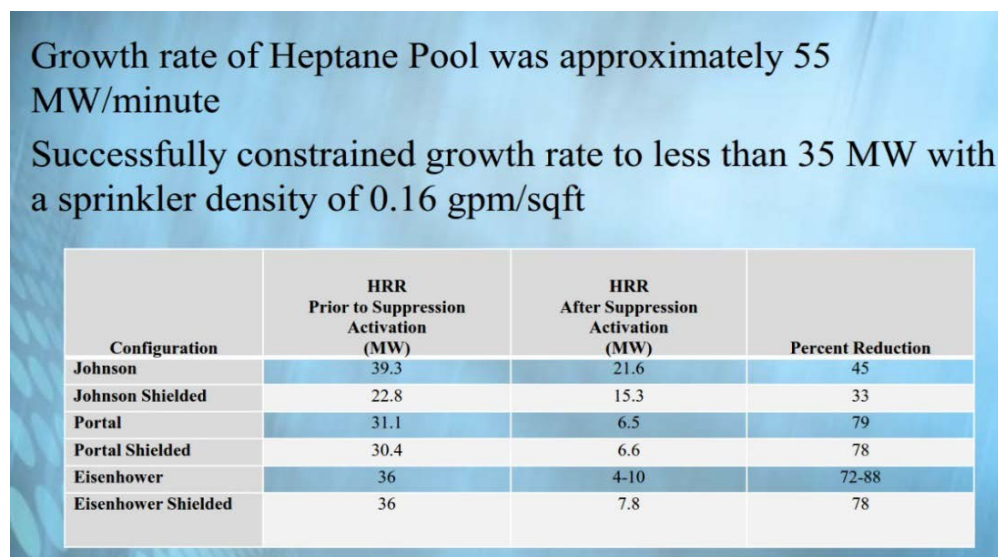 Growth rate of Heptane Pool was approximately 55
MW/minute
Successfully constrained growth rate to less than 35 MW with
a sprinkler density of 0.16 gpm/sqft
Configuration HRR Prior to Suppression Activation (MW) HRR After Suppression Activation (MW) Percent Reduction
Johnson 39.3 21.6 45
Johnson Shielded 22.8 15.3 33
Portal 31.1 6.5 79
Portal Shielded 30.4 6.6 78
Eisenhower 36 4-10 72-88
Eisenhower Shielded 36 7.8 78